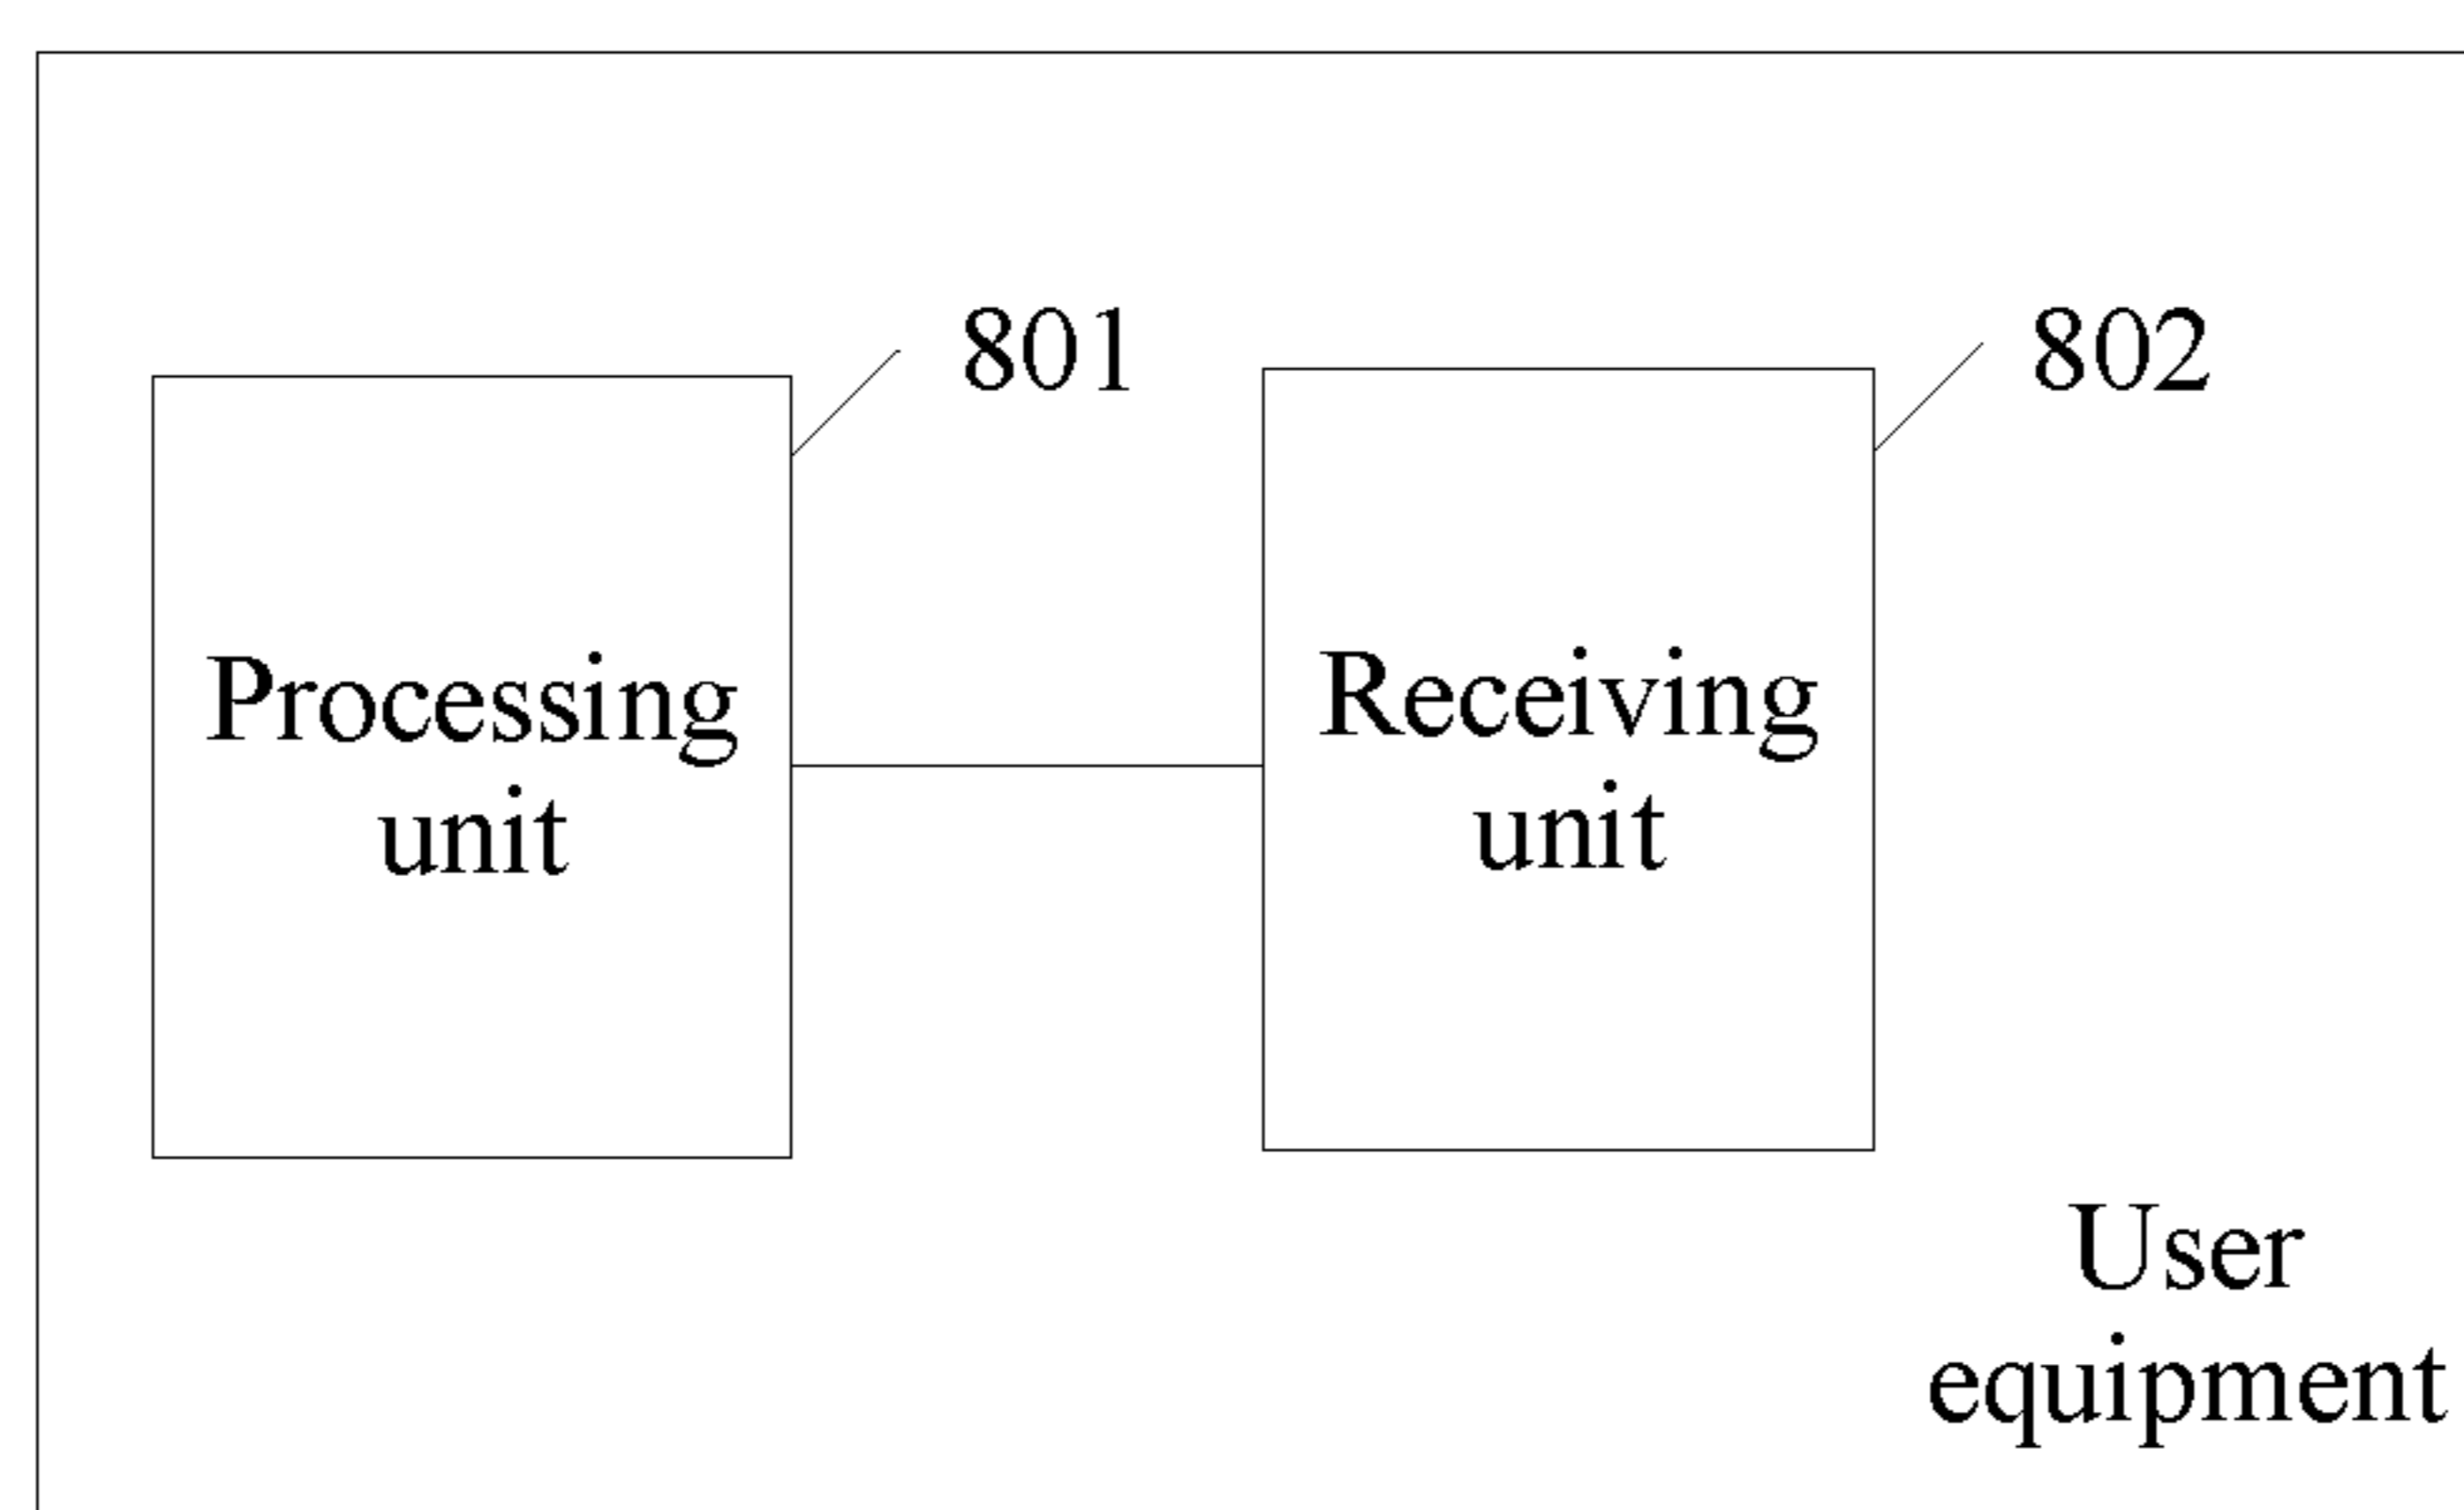 801
802
Processing
unit
Receiving
unit
User
equipment